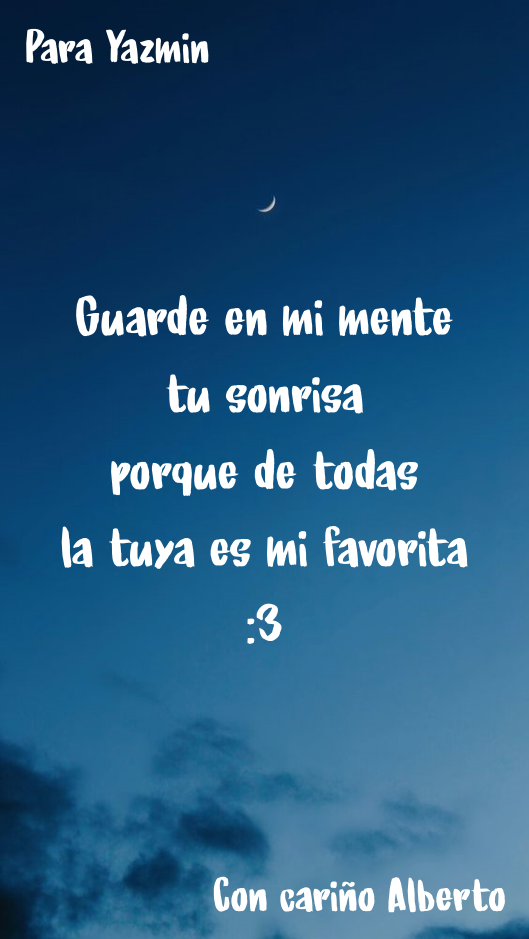 Para Yazmin
Guarde en mi mente
tu sonrisa
porque de todas
la tuya es mi favorita
:3
Con cariño Alberto